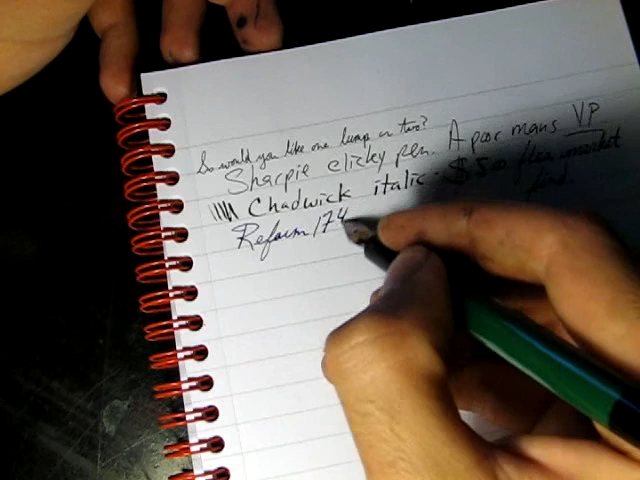 So would you like one lump or two?
Sharpie clicky pen. A poor mans VP
Chadwick italic. $5.00 flea market find.
Reform 174